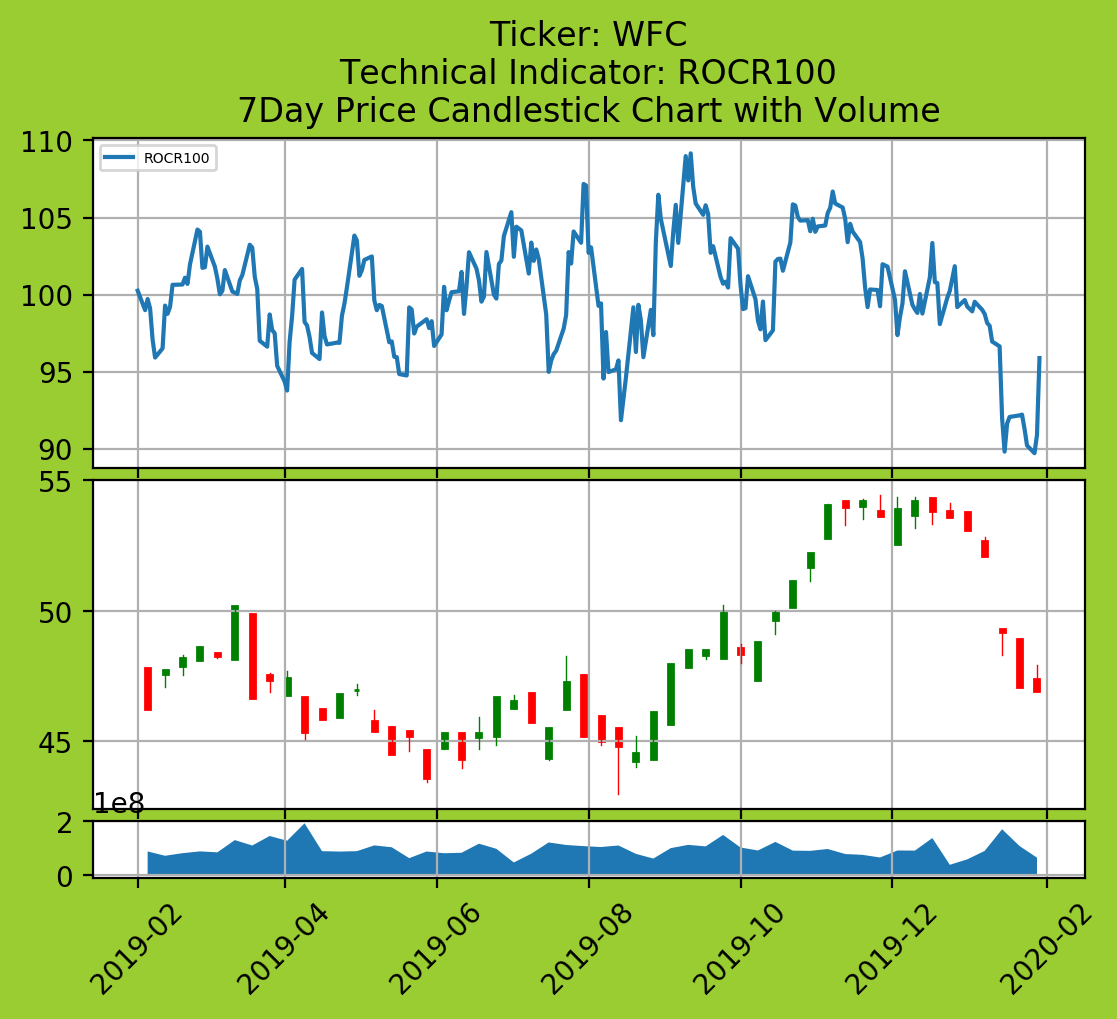 Ticker: WFC
Technical Indicator: ROCR100
7Day Price Candlestick Chart with Volume
110
ROCR100
105
100
95
90
55
50
45
1e8
2
0
2019-02 2019-04 2019-06 2019-08 2019-10 2019-12 2020-02